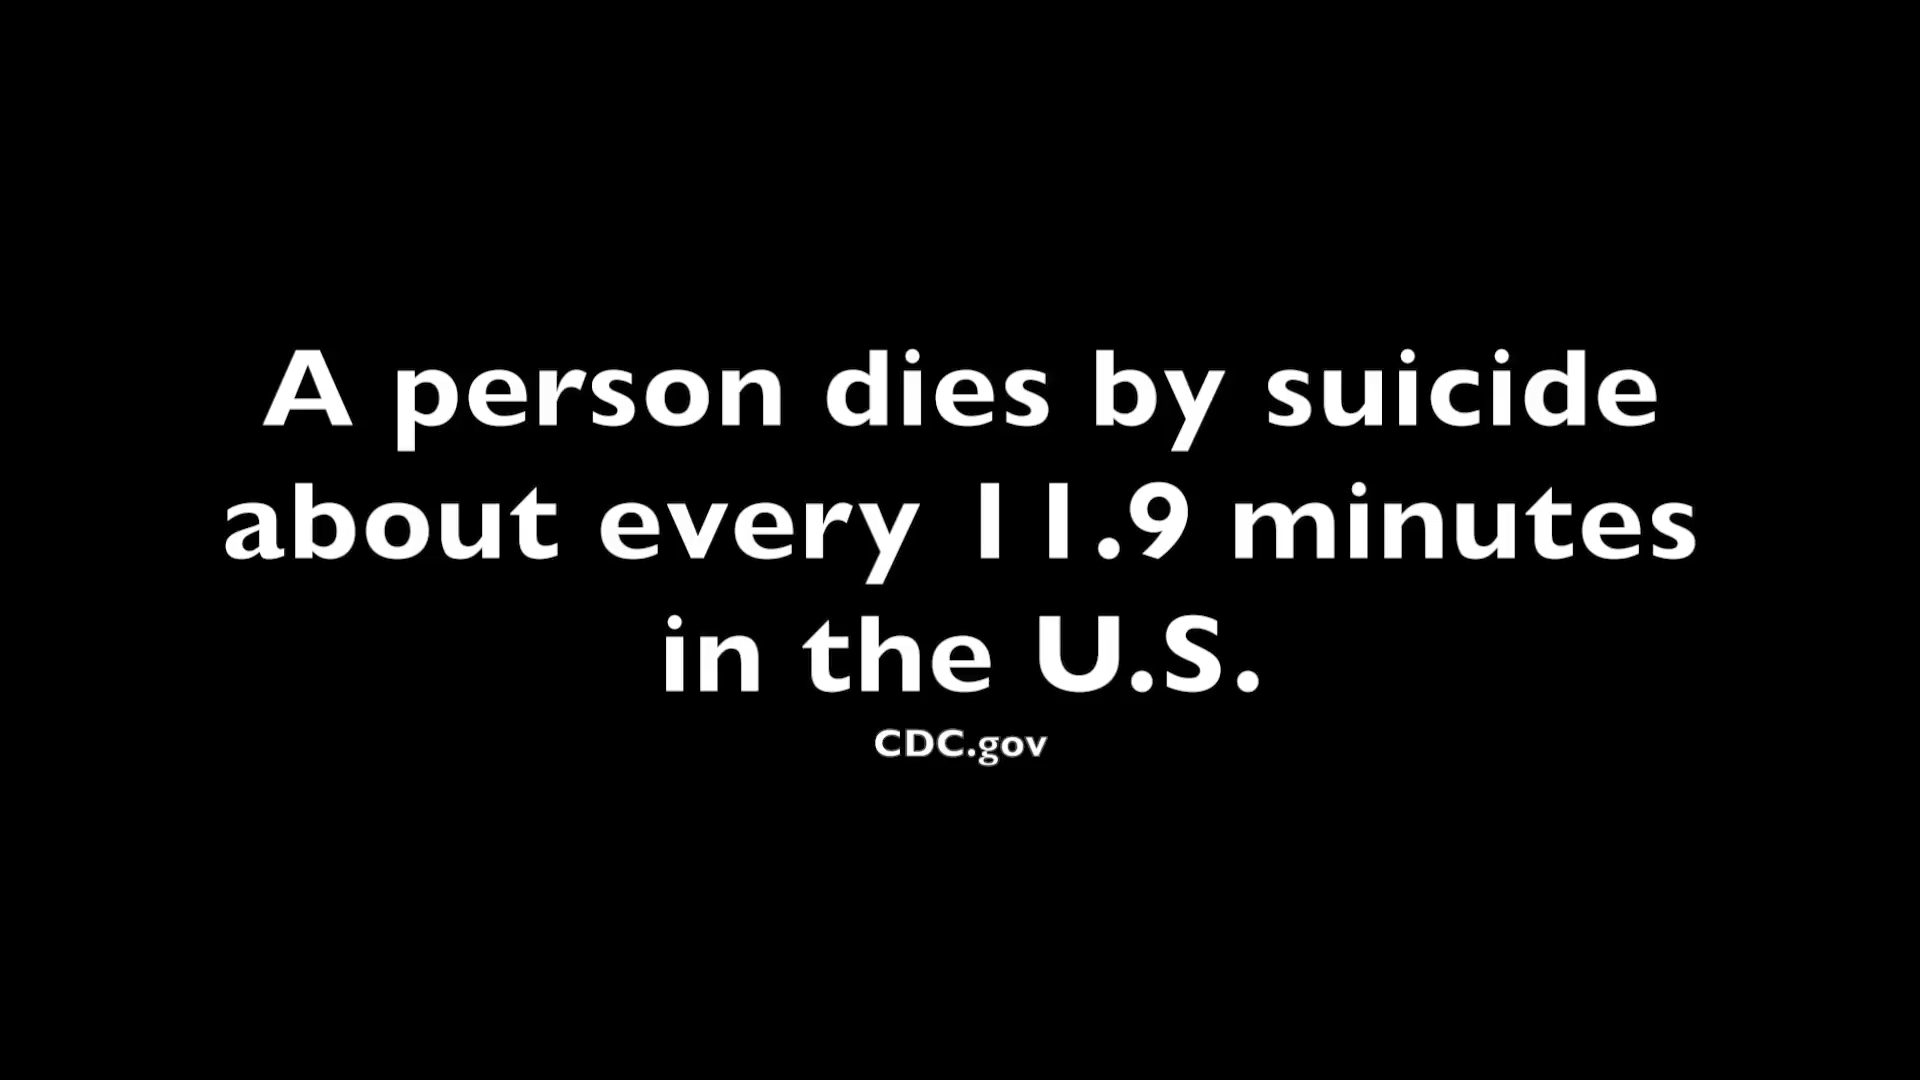 A person dies by suicide
about every 11.9 minutes
in the U.S.
CDC.gov